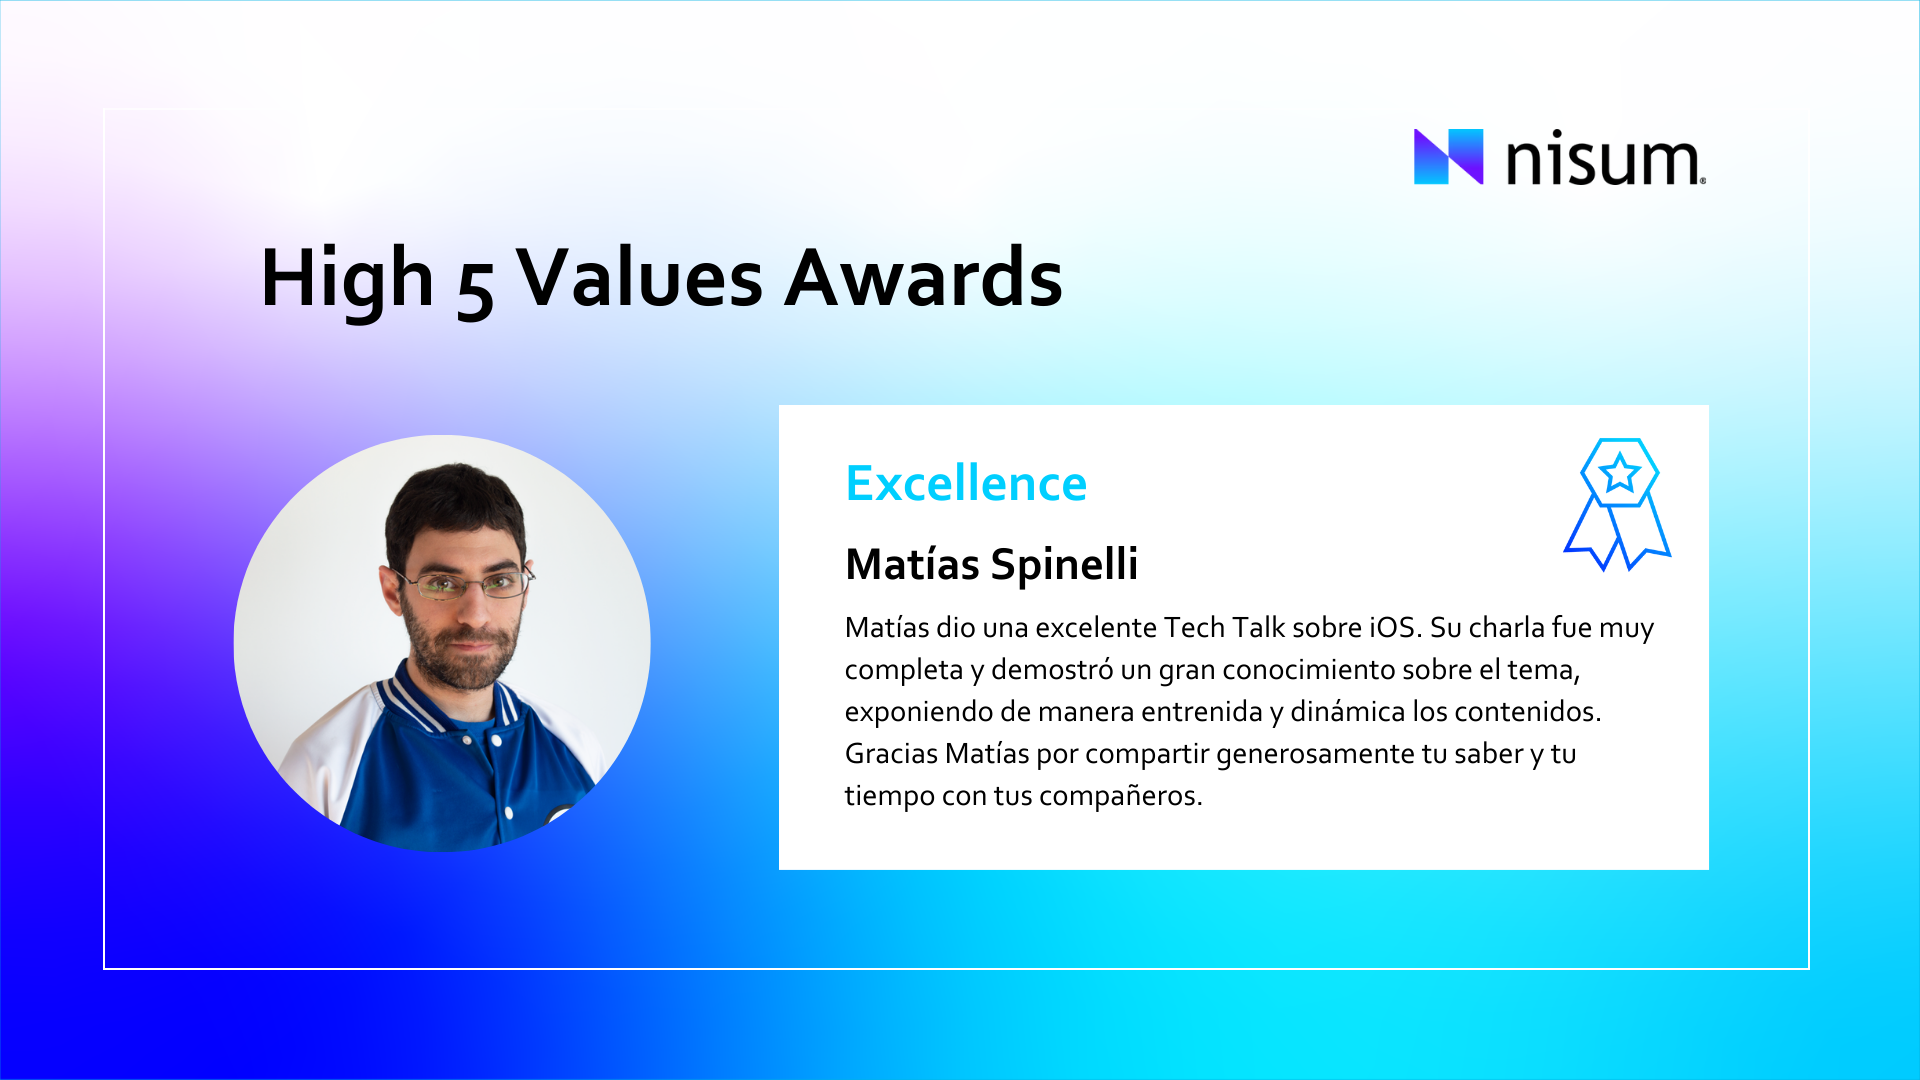 nisum®
High 5 Values Awards
Excellence
Matías Spinelli
Matías dio una excelente Tech Talk sobre iOS. Su charla fue muy
completa y demostró un gran conocimiento sobre el tema,
exponiendo de manera entrenida y dinámica los contenidos.
Gracias Matías por compartir generosamente tu saber y tu
tiempo con tus compañeros.